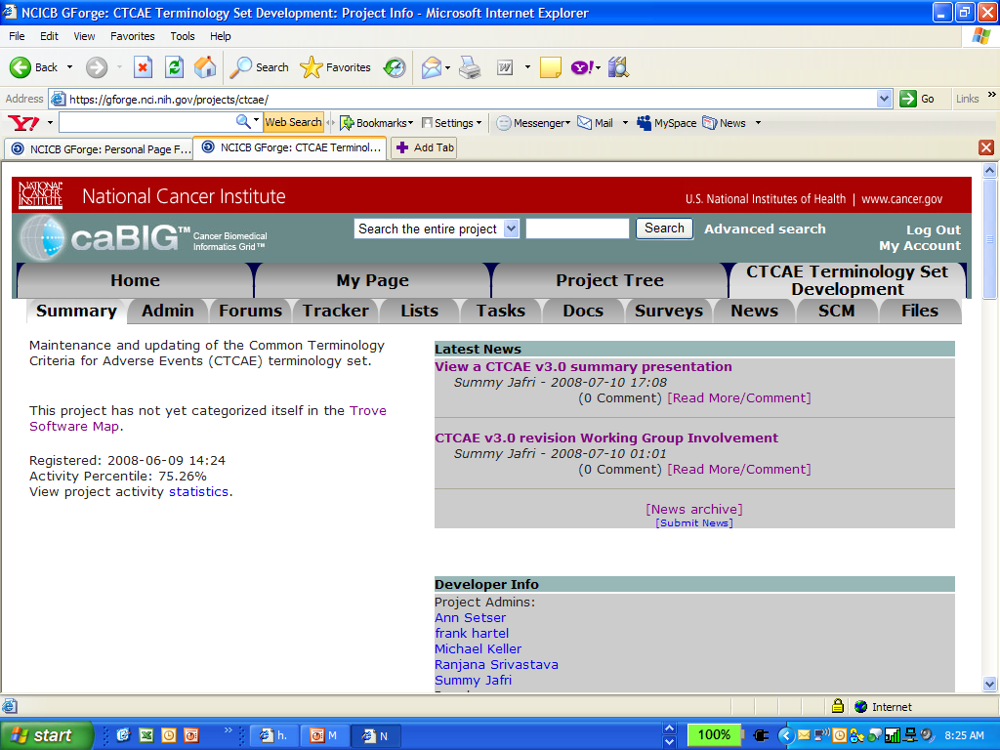 NCICB GForge: CTCAE Terminology Set Development: Project Info - Microsoft Internet Explorer
File Edit View Favorites Tools Help
Back Search Favorites
Address https://gforge.nci.nih.gov/projects/ctcae/ Go Links »
Y! Web Search Bookmarks Settings Messenger Mail MySpace News
NCICB GForge: Personal Page F... NCICB GForge: CTCAE Terminol... Add Tab
NATIONAL CANCER INSTITUTE National Cancer Institute U.S. National Institutes of Health | www.cancer.gov
caBIG™ Cancer Biomedical Informatics Grid™
Search the entire project Search Advanced search Log Out
My Account
Home My Page Project Tree CTCAE Terminology Set Development
Summary Admin Forums Tracker Lists Tasks Docs Surveys News SCM Files
Maintenance and updating of the Common Terminology
Criteria for Adverse Events (CTCAE) terminology set.
This project has not yet categorized itself in the Trove
Software Map.
Registered: 2008-06-09 14:24
Activity Percentile: 75.26%
View project activity statistics.
Latest News
View a CTCAE v3.0 summary presentation
Summy Jafri - 2008-07-10 17:08
(0 Comment) [Read More/Comment]
CTCAE v3.0 revision Working Group Involvement
Summy Jafri - 2008-07-10 01:01
(0 Comment) [Read More/Comment]
[News archive]
[Submit News]
Developer Info
Project Admins:
Ann Setser
frank hartel
Michael Keller
Ranjana Srivastava
Summy Jafri
Internet
start » h. M N 100% 8:25 AM